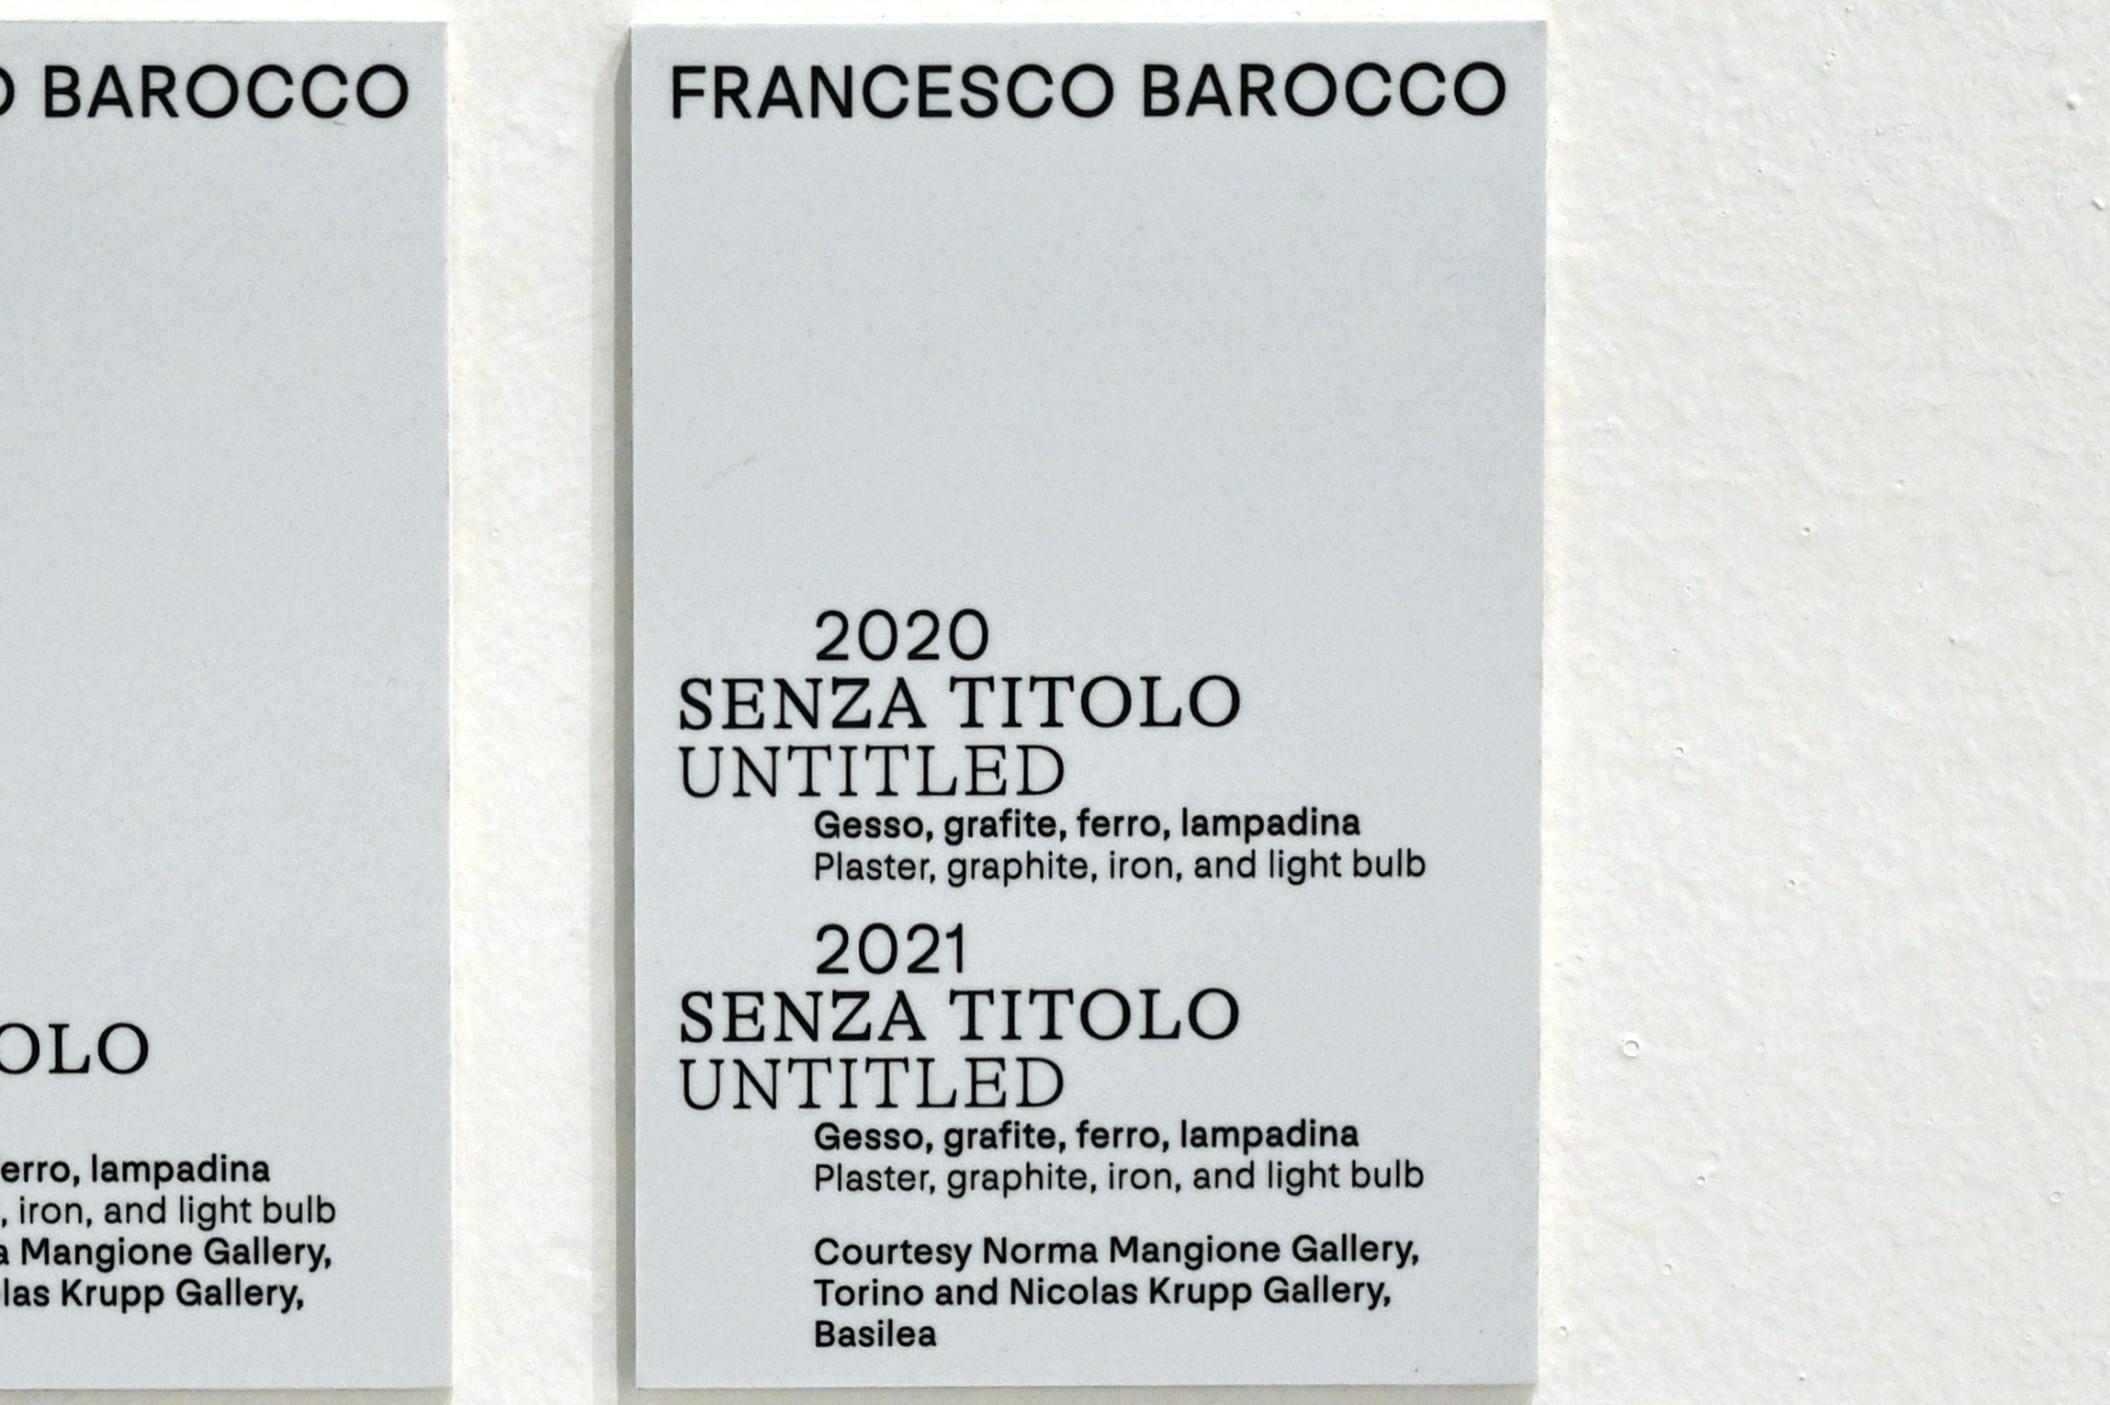 BAROCCO
OLO
lampadina
, iron, and light bulb
Mangione Gallery,
Krupp Gallery,
FRANCESCO BAROCCO
2020
SENZA TITOLO
UNTITLED
Gesso, grafite, ferro, lampadina
Plaster, graphite, iron, and light bulb
2021
SENZA TITOLO
UNTITLED
Gesso, grafite, ferro, lampadina
Plaster, graphite, iron, and light bulb
Courtesy Norma Mangione Gallery,
Torino and Nicolas Krupp Gallery,
Basilea